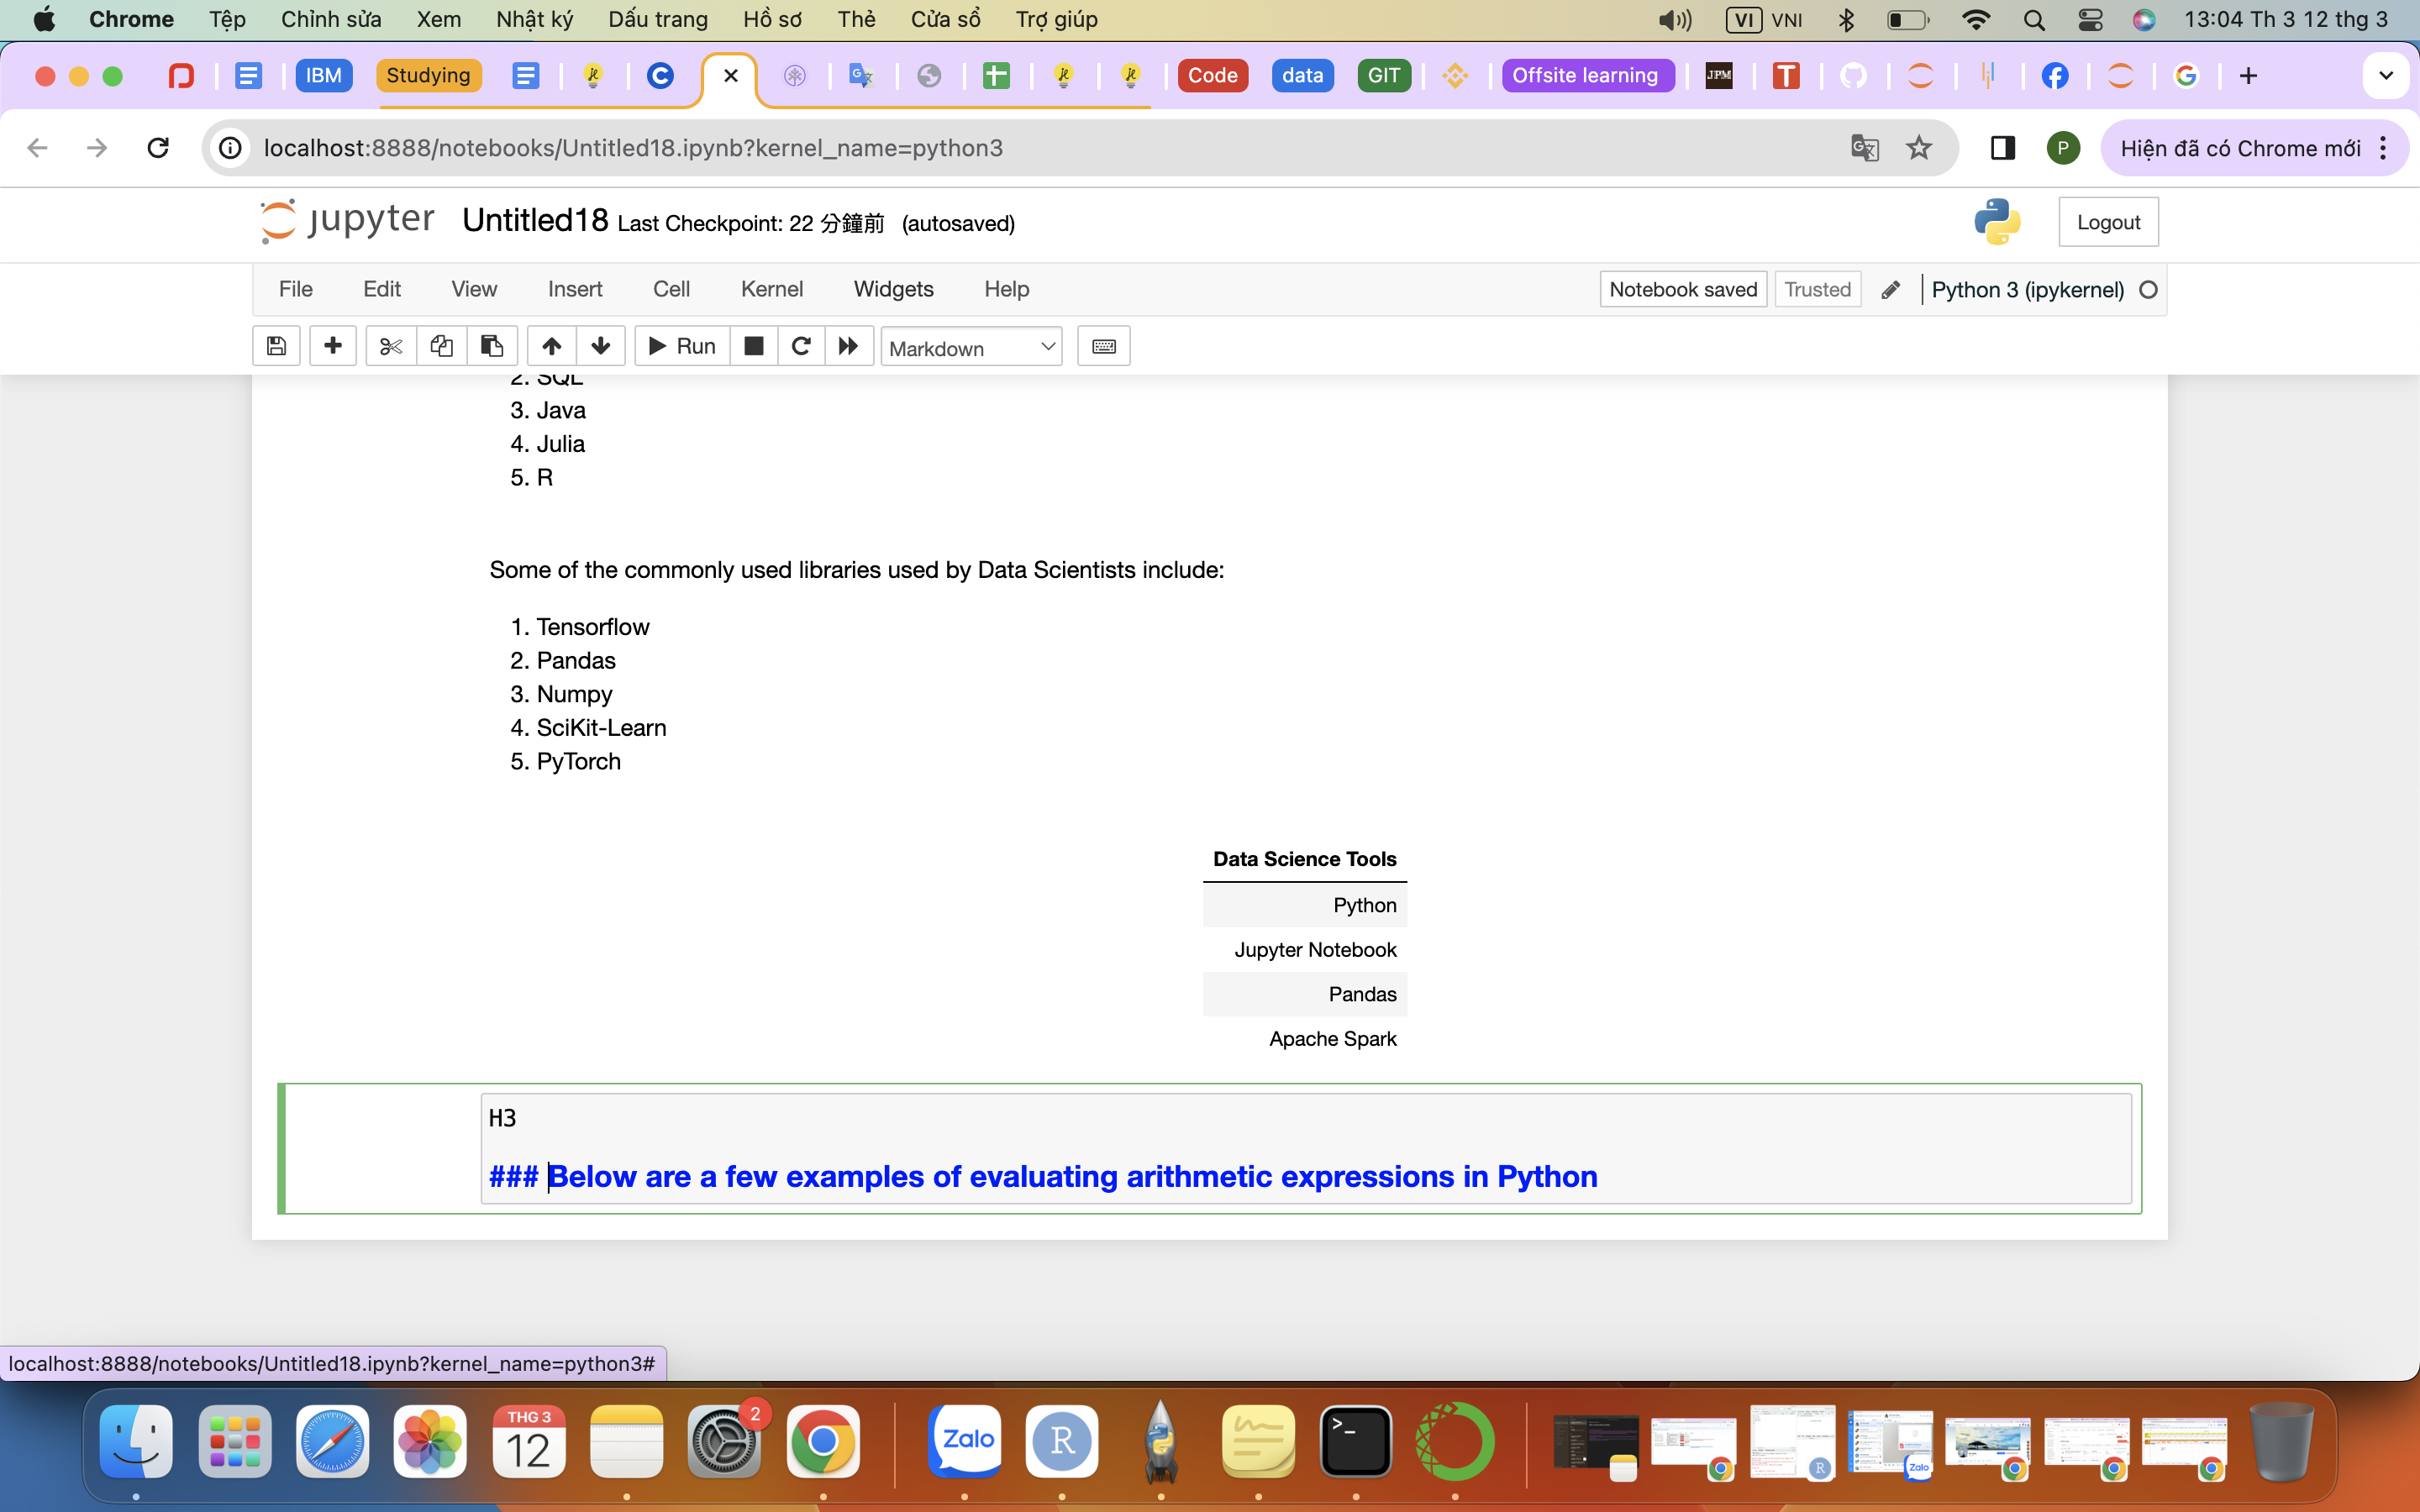 Chrome Tệp Chỉnh sửa Xem Nhật ký Dấu trang Hồ sơ Thẻ Cửa sổ Trợ giúp VI VNI 13:04 Th 3 12 thg 3
IBM Studying Code data GIT Offsite learning JPM
localhost:8888/notebooks/Untitled18.ipynb?kernel_name=python3 P Hiện đã có Chrome mới
jupyter Untitled18 Last Checkpoint: 22 分鐘前 (autosaved) Logout
File Edit View Insert Cell Kernel Widgets Help Notebook saved Trusted Python 3 (ipykernel)
Run Markdown
2. SQL
3. Java
4. Julia
5. R
Some of the commonly used libraries used by Data Scientists include:
1. Tensorflow
2. Pandas
3. Numpy
4. SciKit-Learn
5. PyTorch
Data Science Tools
Python
Jupyter Notebook
Pandas
Apache Spark
H3
### Below are a few examples of evaluating arithmetic expressions in Python
localhost:8888/notebooks/Untitled18.ipynb?kernel_name=python3#
THG 3
12
2
Zalo
R